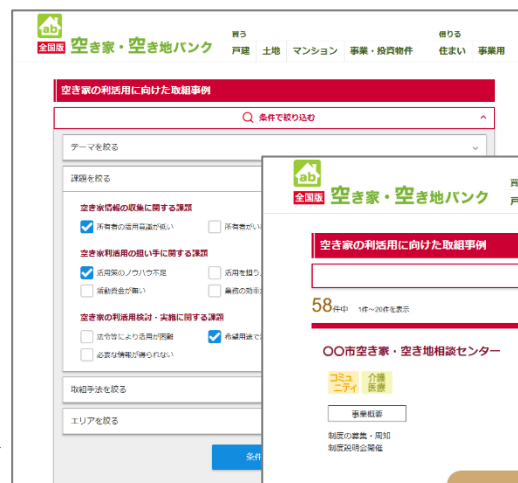 ab
全国版 空き家・空き地バンク
買う
戸建 土地 マンション 事業・投資物件
借りる
住まい 事業用
空き家の利活用に向けた取組事例
条件で絞り込む
テーマを絞る
課題を絞る
空き家情報の収集に関する課題
所有者の活用意識が低い
所有者がい
空き家利活用の担い手に関する課題
活用策のノウハウ不足
活用を担う
活動資金が無い
業務の効率
空き家の利活用検討・実施に関する課題
法令等により活用が困難
希望用途で
必要な情報が得られない
取組手法を絞る
エリアを絞る
条件
ab
全国版 空き家・空き地バンク
空き家の利活用に向けた取組事例
58件中 1件~20件を表示
〇〇市空き家・空き地相談センター
コミュニティ
介護医療
事業概要
制度の募集・周知
制度説明会開催